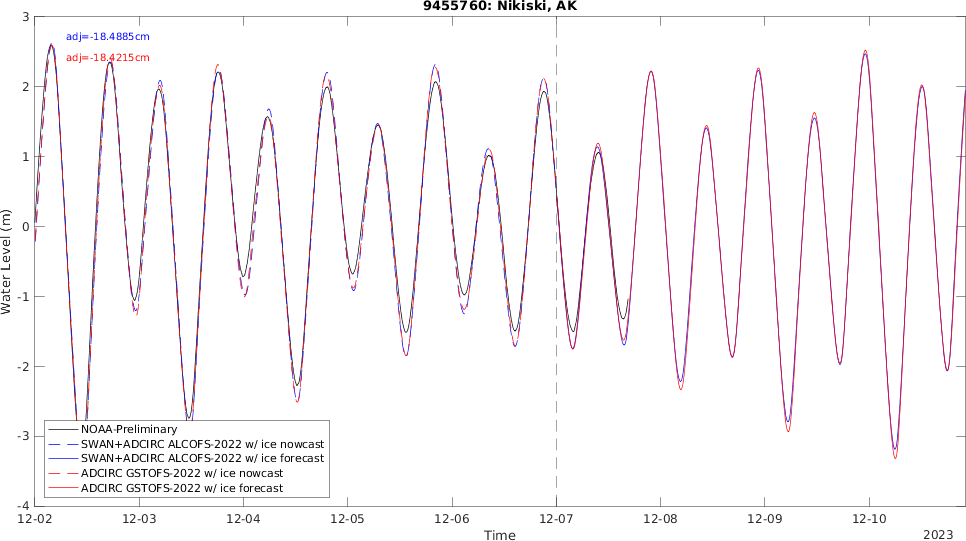 9455760: Nikiski, AK
adj=-18.4885cm
adj=-18.4215cm
Water Level (m)
3
2
1
0
-1
-2
-3
-4
NOAA-Preliminary
SWAN+ADCIRC ALCOFS-2022 w/ ice nowcast
SWAN+ADCIRC ALCOFS-2022 w/ ice forecast
ADCIRC GSTOFS-2022 w/ ice nowcast
ADCIRC GSTOFS-2022 w/ ice forecast
12-02 12-03 12-04 12-05 12-06 12-07 12-08 12-09 12-10
Time
2023